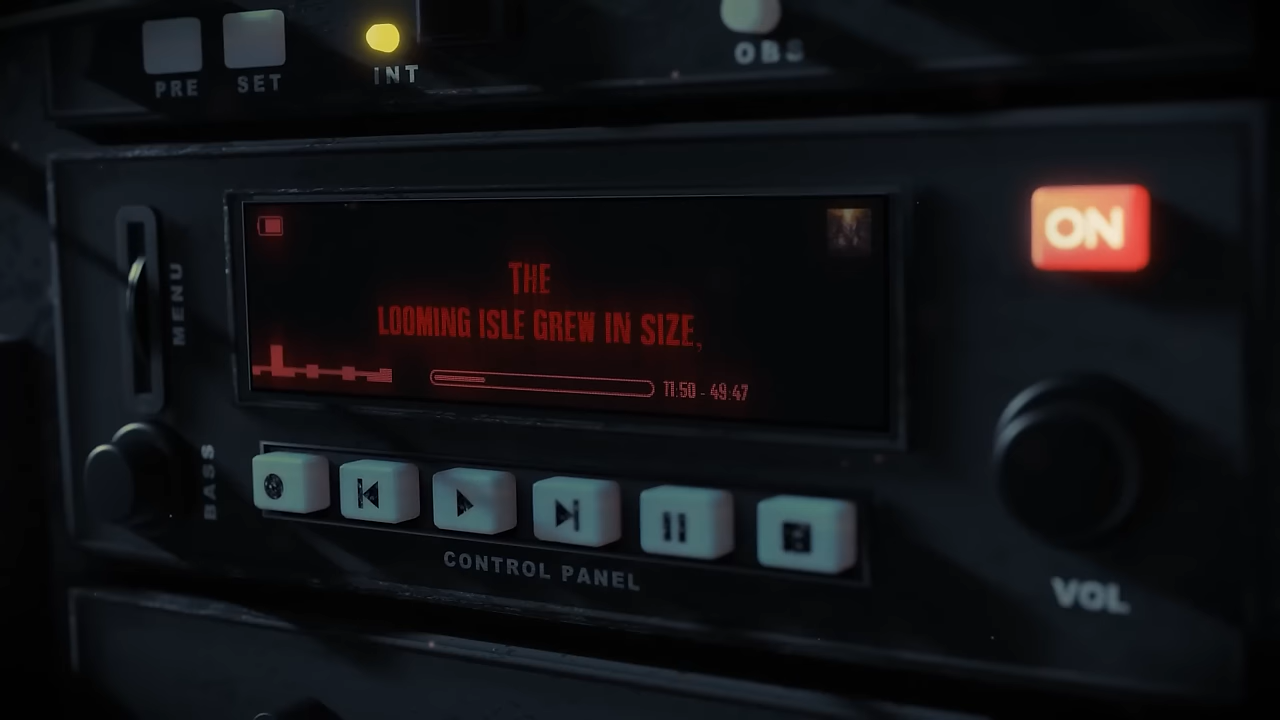 PRE
SET
INT
OBS
ON
MENU
THE
LOOMING ISLE GREW IN SIZE,
11:50 - 49:47
BASS
CONTROL PANEL
VOL